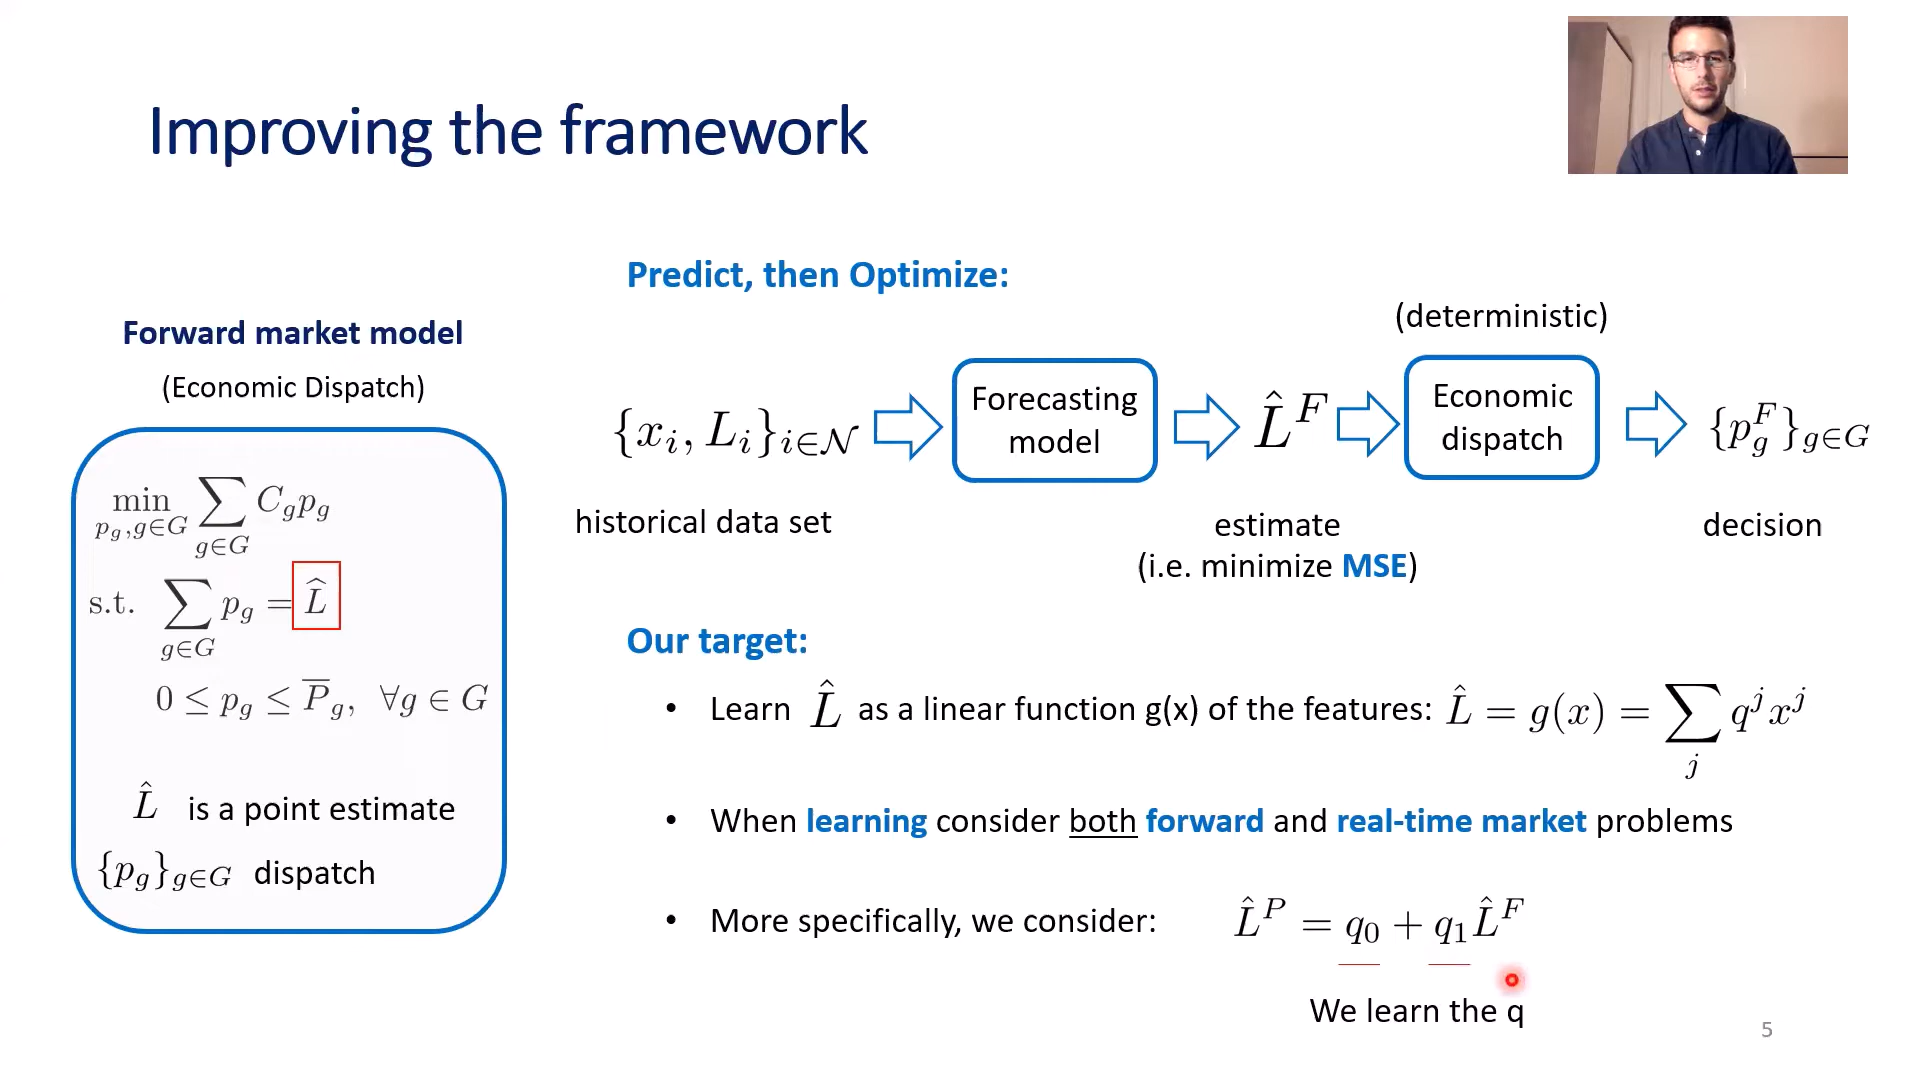 Improving the framework
Forward market model
(Economic Dispatch)
min_{p_g, g∈G} ∑_{g∈G} C_g p_g
s.t. ∑_{g∈G} p_g = L̂
0 ≤ p_g ≤ P̅_g, ∀g ∈ G
L̂ is a point estimate
{p_g}_{g∈G} dispatch
Predict, then Optimize:
(deterministic)
{x_i, L_i}_{i∈𝒩}
Forecasting
model
L̂^F
Economic
dispatch
{p_g^F}_{g∈G}
historical data set
estimate
(i.e. minimize MSE)
decision
Our target:
• Learn L̂ as a linear function g(x) of the features: L̂ = g(x) = ∑_j q^j x^j
• When learning consider both forward and real-time market problems
• More specifically, we consider: L̂^P = q_0 + q_1 L̂^F
We learn the q
5